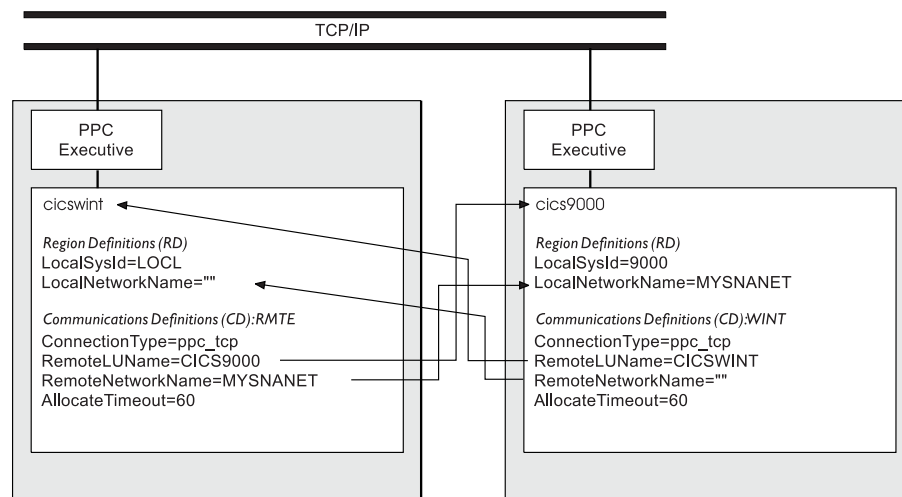 TCP/IP
PPC
Executive
cicswint
Region Definitions (RD)
LocalSysId=LOCL
LocalNetworkName=""
Communications Definitions (CD):RMTE
ConnectionType=ppc_tcp
RemoteLUName=CICS9000
RemoteNetworkName=MYSNANET
AllocateTimeout=60
PPC
Executive
cics9000
Region Definitions (RD)
LocalSysId=9000
LocalNetworkName=MYSNANET
Communications Definitions (CD):WINT
ConnectionType=ppc_tcp
RemoteLUName=CICSWINT
RemoteNetworkName=""
AllocateTimeout=60